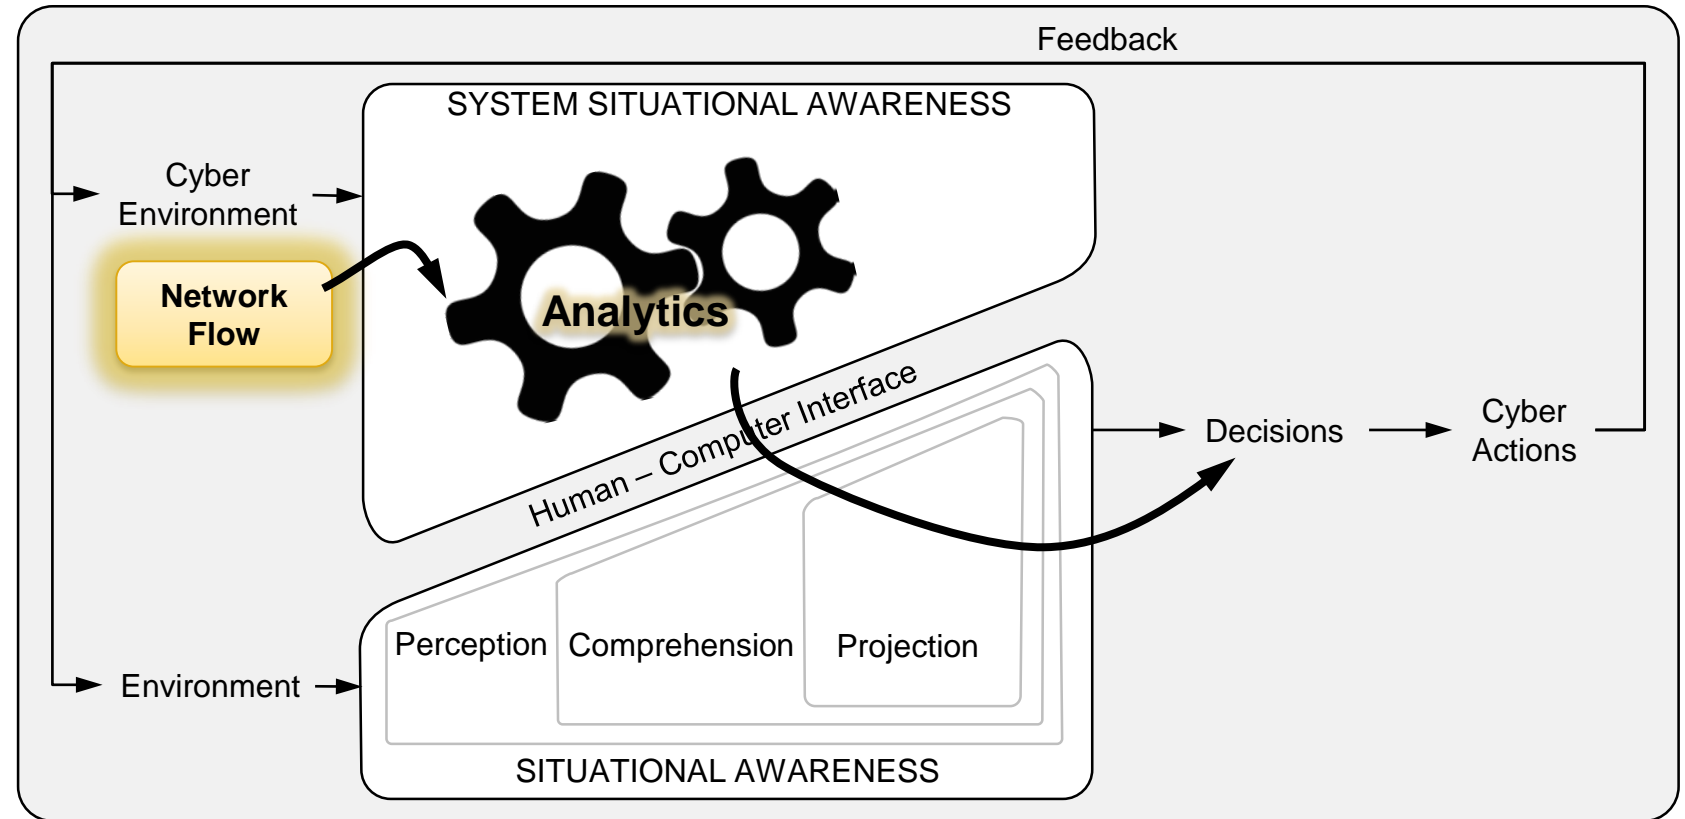 Feedback
SYSTEM SITUATIONAL AWARENESS
Cyber
Environment
Network
Flow
Analytics
Human – Computer Interface
Decisions
Cyber
Actions
Perception
Comprehension
Projection
Environment
SITUATIONAL AWARENESS